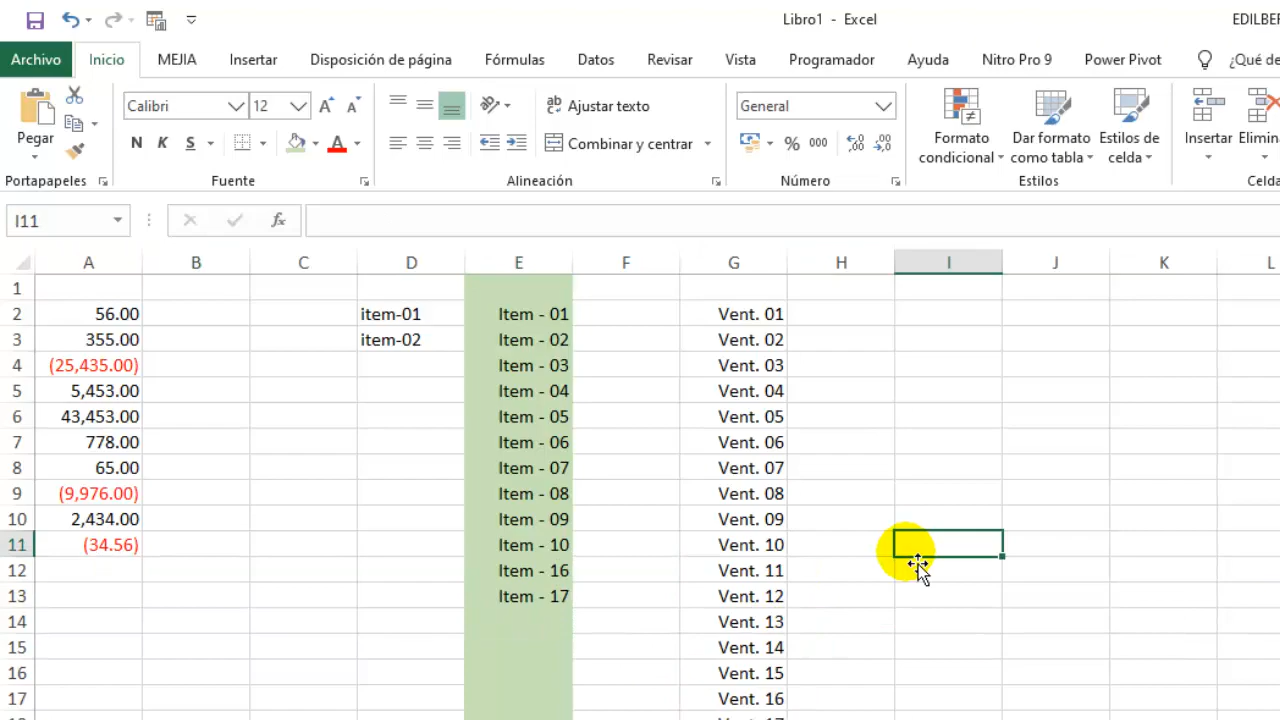 Libro1 - Excel
EDILBER
Archivo Inicio MEJIA Insertar Disposición de página Fórmulas Datos Revisar Vista Programador Ayuda Nitro Pro 9 Power Pivot ¿Qué de
Pegar
Portapapeles
Calibri 12
N K S
Fuente
Ajustar texto
Combinar y centrar
Alineación
General
% 000
Número
Formato condicional
Dar formato como tabla
Estilos de celda
Estilos
Insertar
Elimin
Celda
I11 fx
A B C D E F G H I J K L
1
2 56.00 item-01 Item - 01 Vent. 01
3 355.00 item-02 Item - 02 Vent. 02
4 (25,435.00) Item - 03 Vent. 03
5 5,453.00 Item - 04 Vent. 04
6 43,453.00 Item - 05 Vent. 05
7 778.00 Item - 06 Vent. 06
8 65.00 Item - 07 Vent. 07
9 (9,976.00) Item - 08 Vent. 08
10 2,434.00 Item - 09 Vent. 09
11 (34.56) Item - 10 Vent. 10
12 Item - 16 Vent. 11
13 Item - 17 Vent. 12
14 Vent. 13
15 Vent. 14
16 Vent. 15
17 Vent. 16